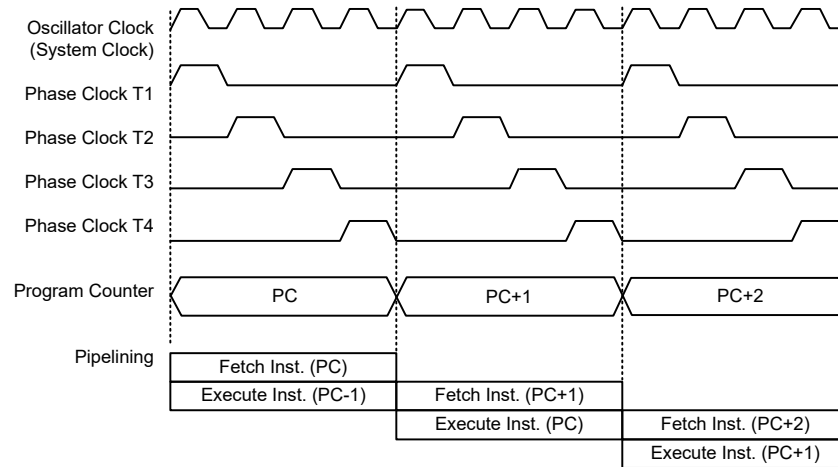 Oscillator Clock
(System Clock)
Phase Clock T1
Phase Clock T2
Phase Clock T3
Phase Clock T4
Program Counter
PC
PC+1
PC+2
Pipelining
Fetch Inst. (PC)
Execute Inst. (PC-1)
Fetch Inst. (PC+1)
Execute Inst. (PC)
Fetch Inst. (PC+2)
Execute Inst. (PC+1)